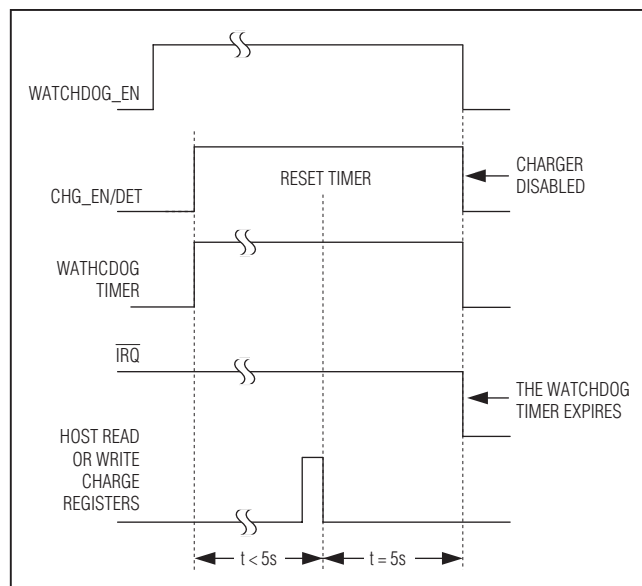 WATCHDOG_EN
CHG_EN/DET
RESET TIMER
CHARGER
DISABLED
WATHCDOG
TIMER
IRQ
THE WATCHDOG
TIMER EXPIRES
HOST READ
OR WRITE
CHARGE
REGISTERS
t < 5s
t = 5s